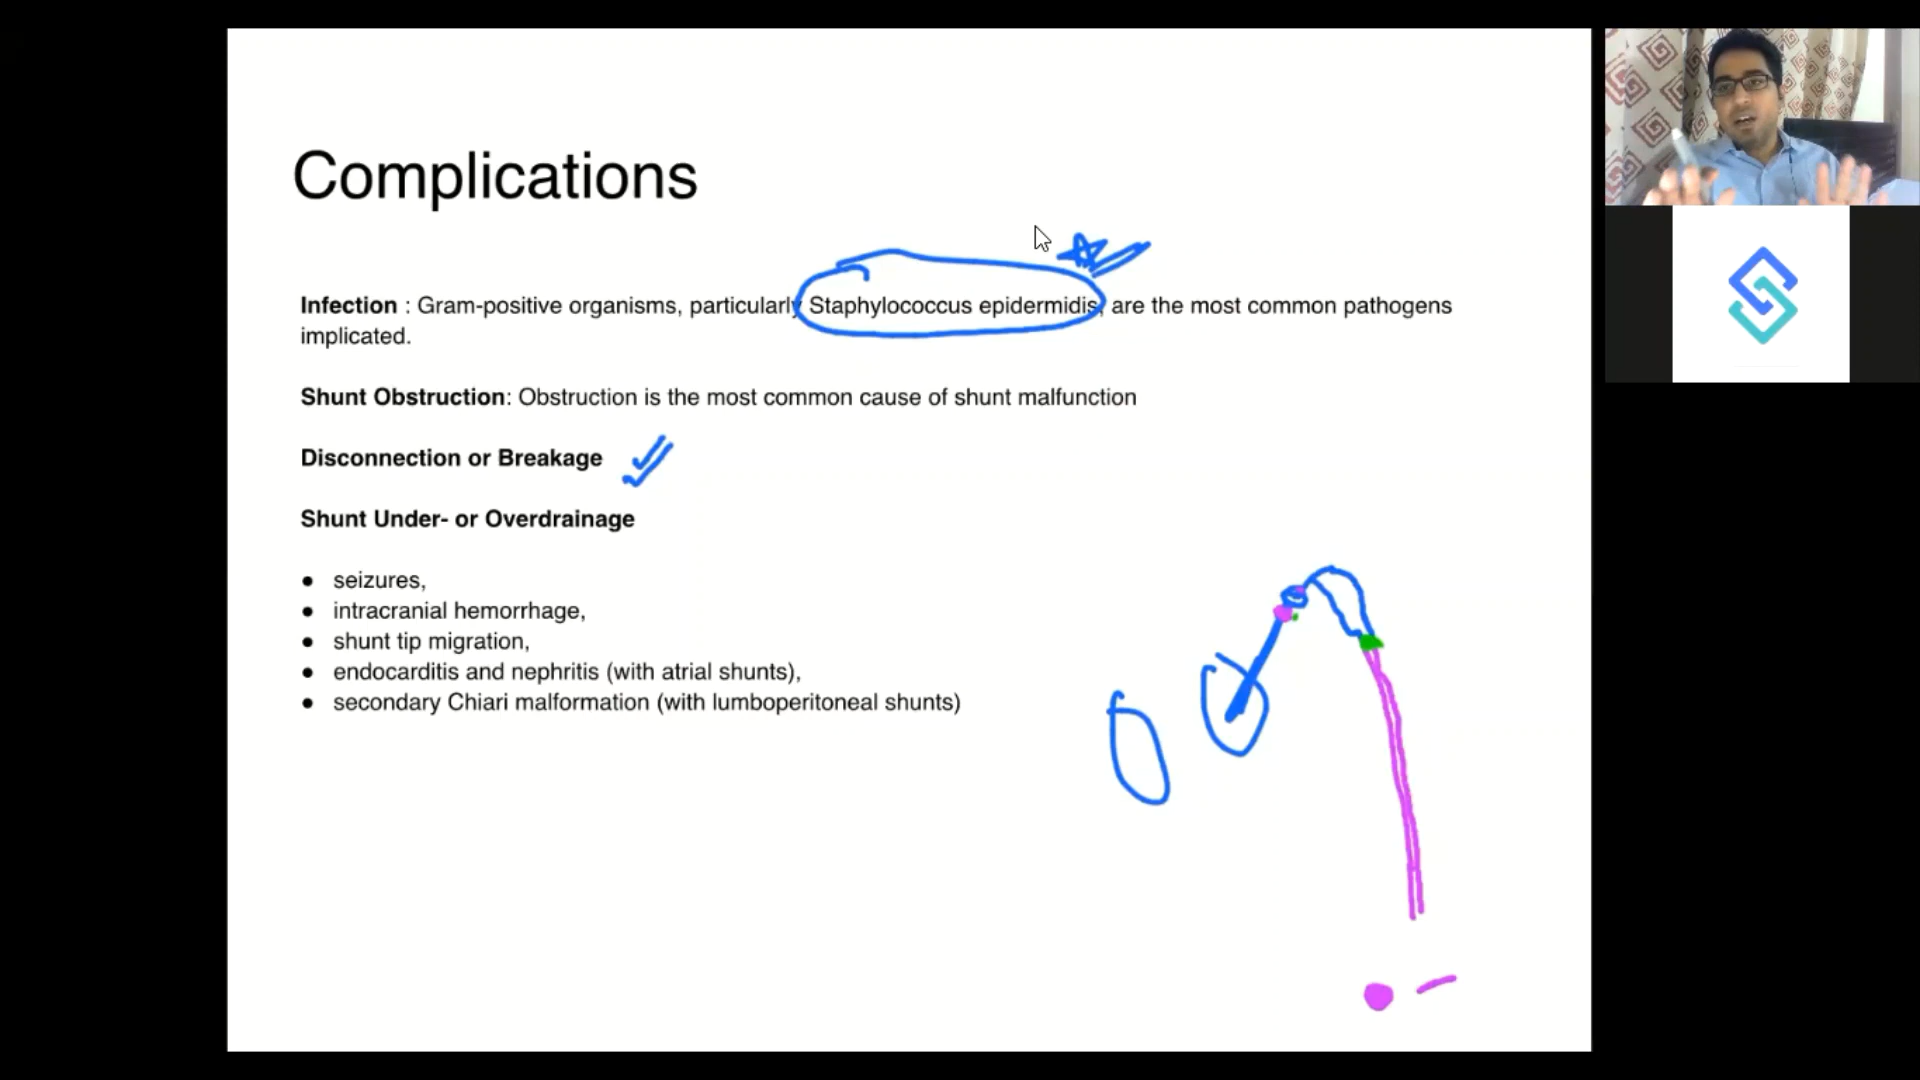 Complications
Infection : Gram-positive organisms, particularly Staphylococcus epidermidis, are the most common pathogens
implicated.
Shunt Obstruction: Obstruction is the most common cause of shunt malfunction
Disconnection or Breakage
Shunt Under- or Overdrainage
● seizures,
● intracranial hemorrhage,
● shunt tip migration,
● endocarditis and nephritis (with atrial shunts),
● secondary Chiari malformation (with lumboperitoneal shunts)